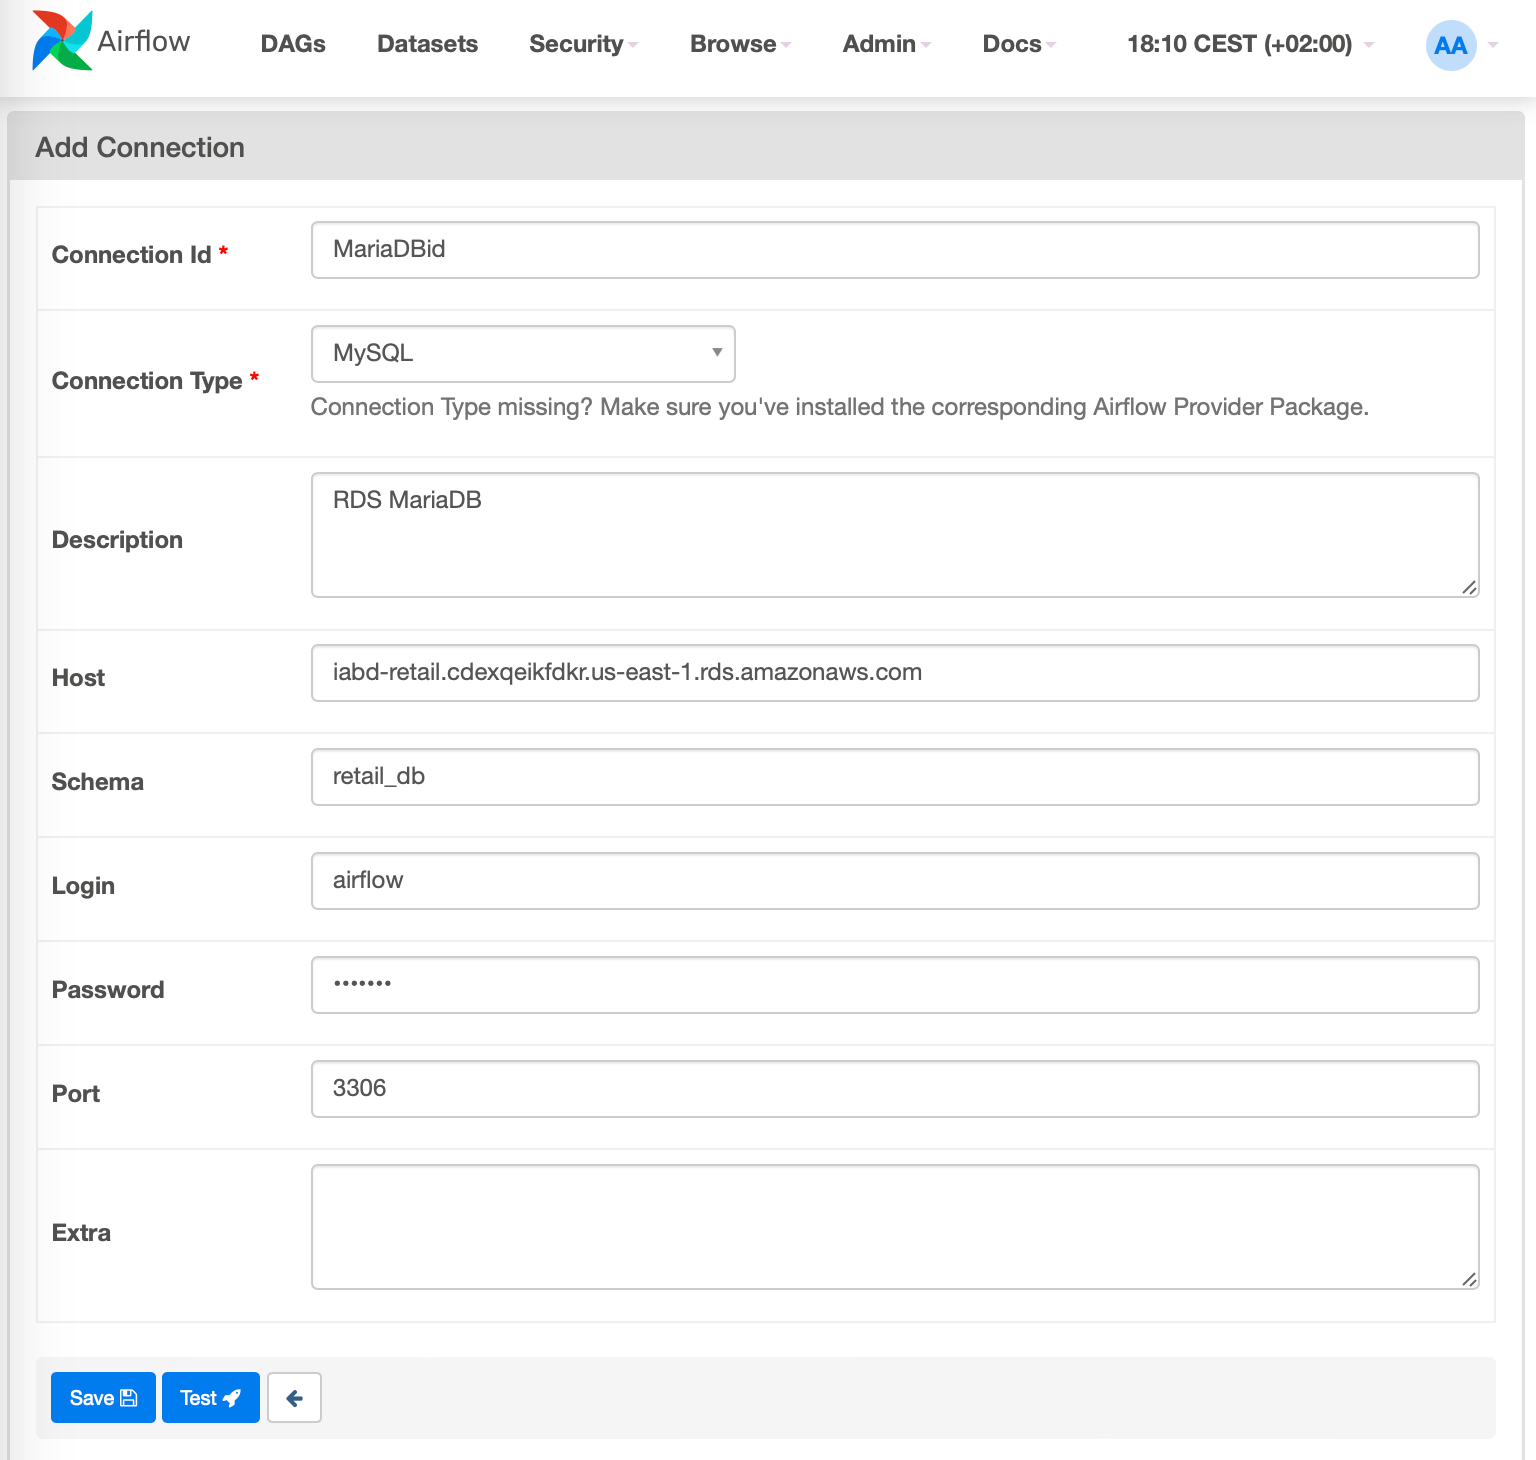 Airflow DAGs Datasets Security Browse Admin Docs 18:10 CEST (+02:00) AA
Add Connection
Connection Id * MariaDBid
Connection Type * MySQL
Connection Type missing? Make sure you've installed the corresponding Airflow Provider Package.
Description RDS MariaDB
Host iabd-retail.cdexqeikfdkr.us-east-1.rds.amazonaws.com
Schema retail_db
Login airflow
Password •••••••
Port 3306
Extra
Save Test